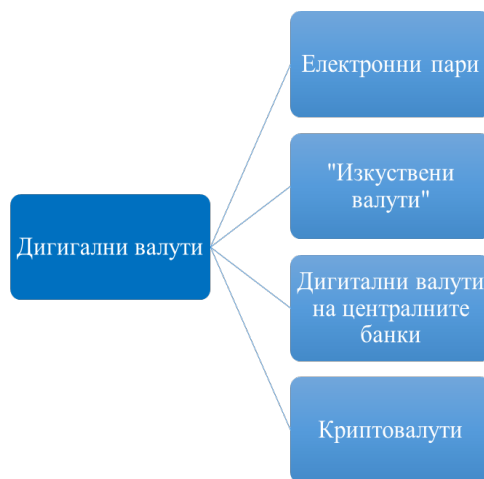 Електронни пари
"Изкуствени
валути"
Дигигални валути
Дигитални валути
на централните
банки
Криптовалути